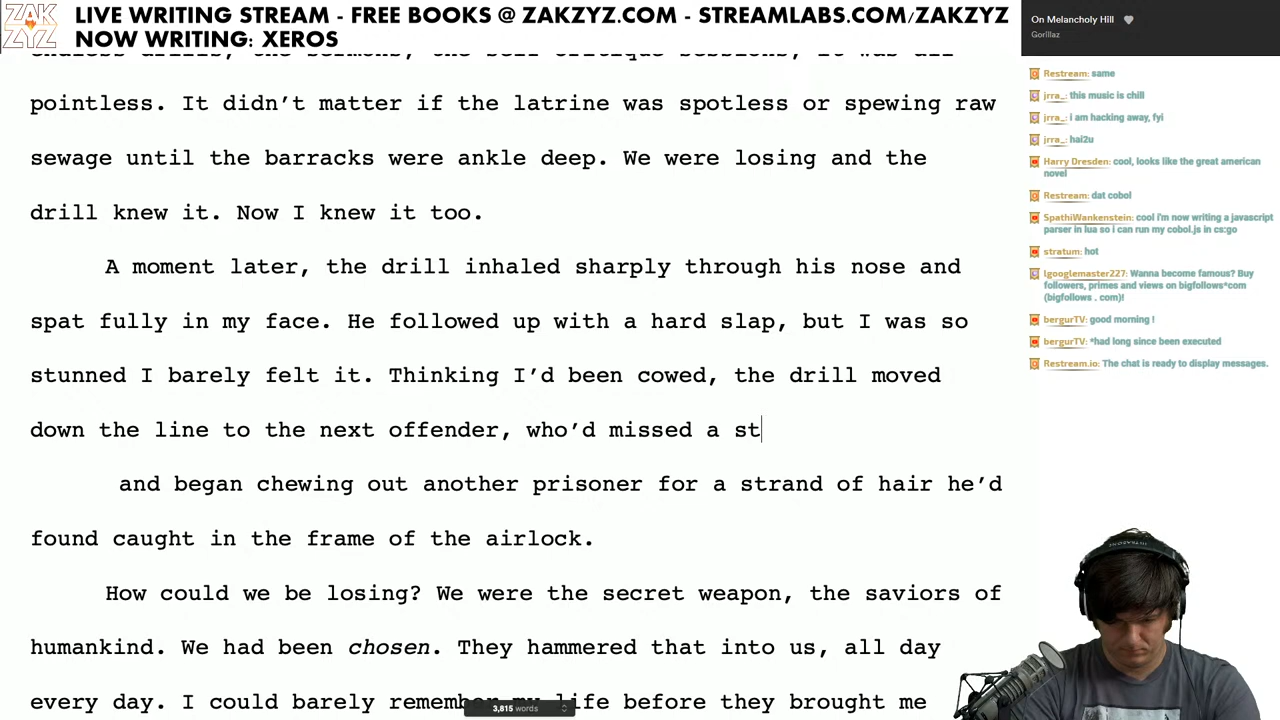 ZAK
ZYZ
LIVE WRITING STREAM - FREE BOOKS @ ZAKZYZ.COM - STREAMLABS.COM/ZAKZYZ
NOW WRITING: XEROS
pointless. It didn’t matter if the latrine was spotless or spewing raw
sewage until the barracks were ankle deep. We were losing and the
drill knew it. Now I knew it too.
A moment later, the drill inhaled sharply through his nose and
spat fully in my face. He followed up with a hard slap, but I was so
stunned I barely felt it. Thinking I’d been cowed, the drill moved
down the line to the next offender, who’d missed a st
and began chewing out another prisoner for a strand of hair he’d
found caught in the frame of the airlock.
How could we be losing? We were the secret weapon, the saviors of
humankind. We had been chosen. They hammered that into us, all day
every day. I could barely remember my life before they brought me
3,815 words
On Melancholy Hill
Gorillaz
Restream: same
jrra_: this music is chill
jrra_: i am hacking away, fyi
jrra_: hai2u
Harry Dresden: cool, looks like the great american
novel
Restream: dat cobol
SpathiWankenstein: cool i'm now writing a javascript
parser in lua so i can run my cobol.js in cs:go
stratum: hot
lgooglemaster227: Wanna become famous? Buy
followers, primes and views on bigfollows*com
(bigfollows . com)!
bergurTV: good morning !
bergurTV: *had long since been executed
Restream.io: The chat is ready to display messages.